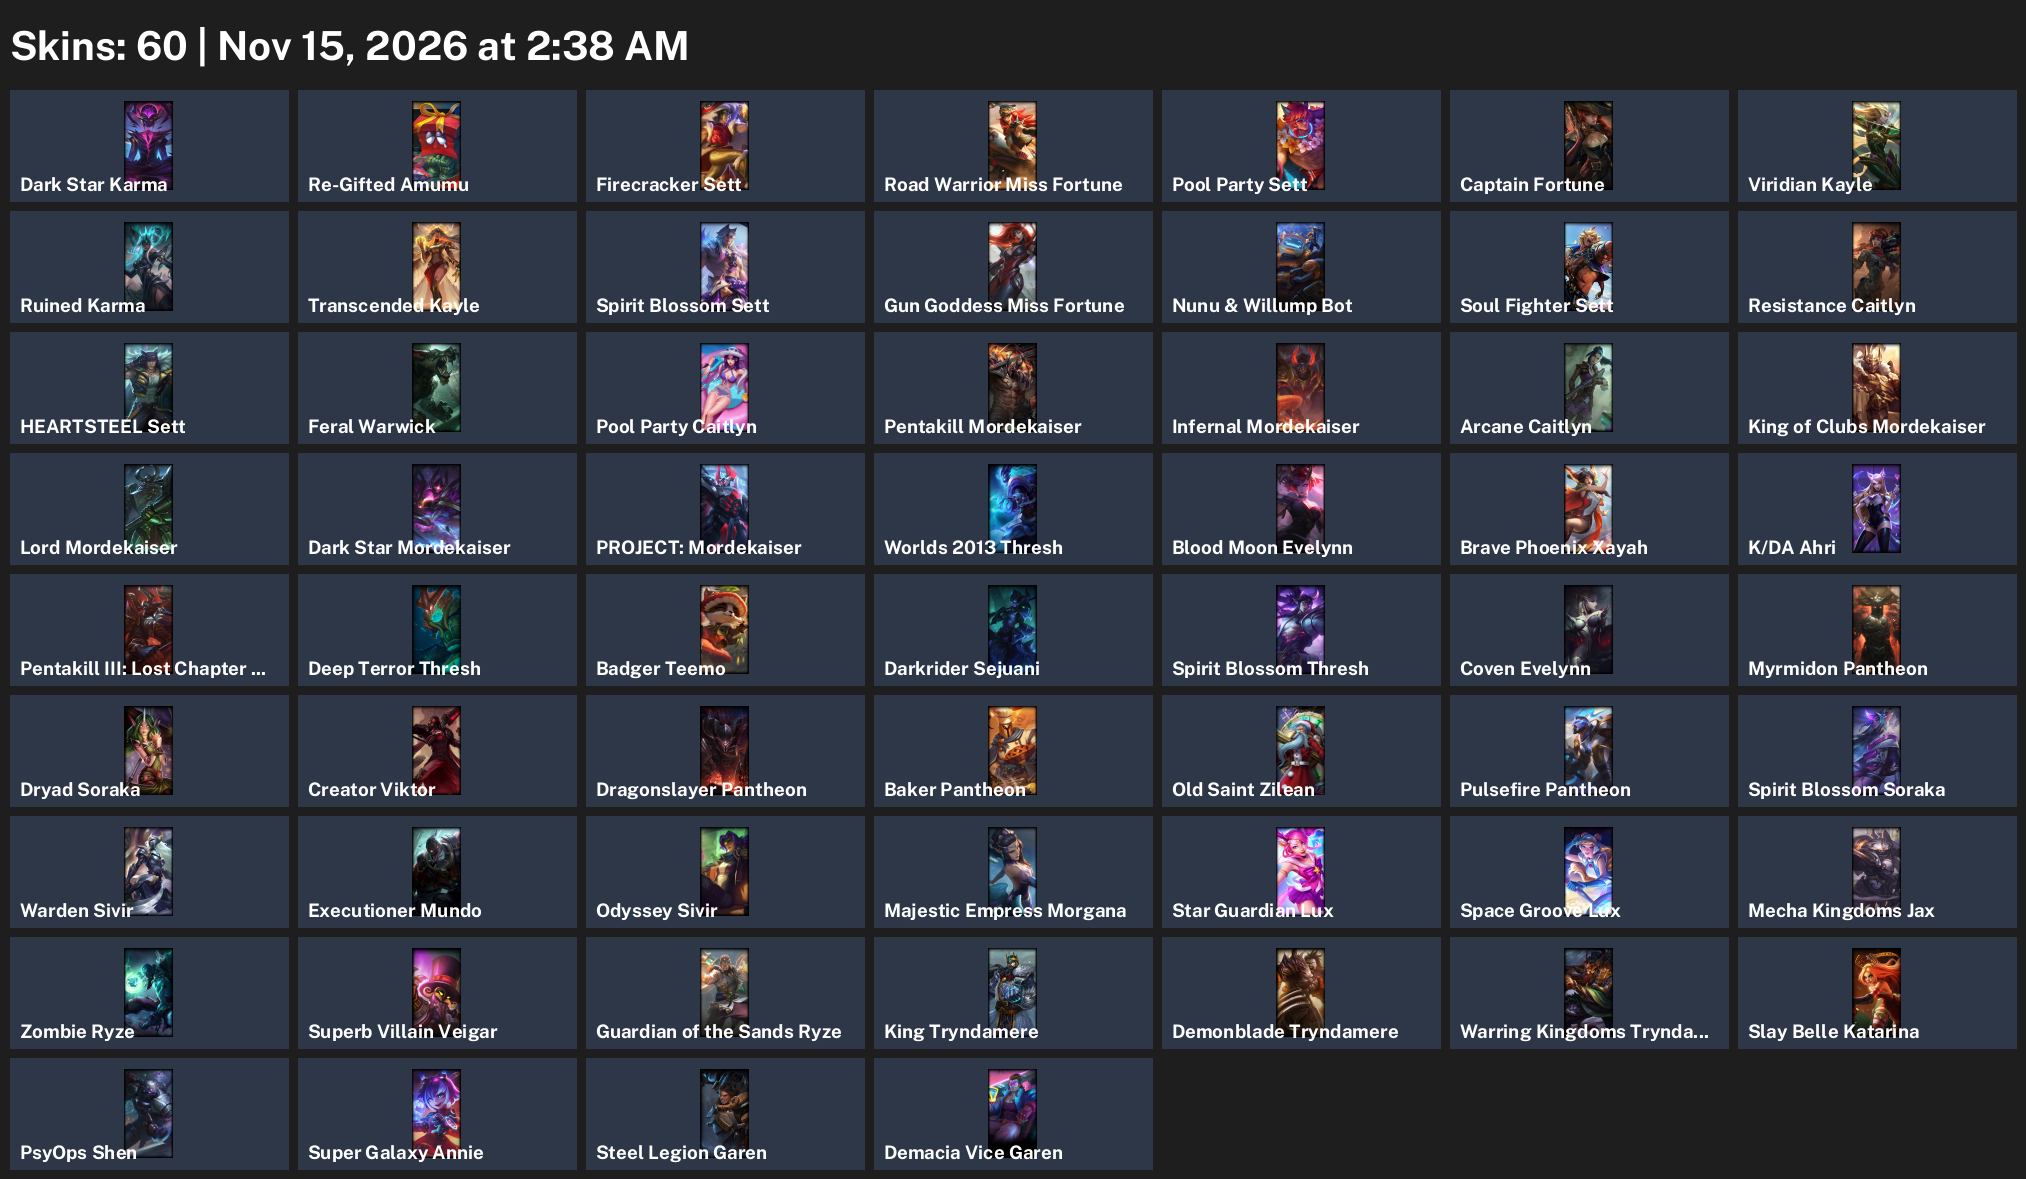 Skins: 60 | Nov 15, 2026 at 2:38 AM
Dark Star Karma
Re-Gifted Amumu
Firecracker Sett
Road Warrior Miss Fortune
Pool Party Sett
Captain Fortune
Viridian Kayle
Ruined Karma
Transcended Kayle
Spirit Blossom Sett
Gun Goddess Miss Fortune
Nunu & Willump Bot
Soul Fighter Sett
Resistance Caitlyn
HEARTSTEEL Sett
Feral Warwick
Pool Party Caitlyn
Pentakill Mordekaiser
Infernal Mordekaiser
Arcane Caitlyn
King of Clubs Mordekaiser
Lord Mordekaiser
Dark Star Mordekaiser
PROJECT: Mordekaiser
Worlds 2013 Thresh
Blood Moon Evelynn
Brave Phoenix Xayah
K/DA Ahri
Pentakill III: Lost Chapter ...
Deep Terror Thresh
Badger Teemo
Darkrider Sejuani
Spirit Blossom Thresh
Coven Evelynn
Myrmidon Pantheon
Dryad Soraka
Creator Viktor
Dragonslayer Pantheon
Baker Pantheon
Old Saint Zilean
Pulsefire Pantheon
Spirit Blossom Soraka
Warden Sivir
Executioner Mundo
Odyssey Sivir
Majestic Empress Morgana
Star Guardian Lux
Space Groove Lux
Mecha Kingdoms Jax
Zombie Ryze
Superb Villain Veigar
Guardian of the Sands Ryze
King Tryndamere
Demonblade Tryndamere
Warring Kingdoms Trynda...
Slay Belle Katarina
PsyOps Shen
Super Galaxy Annie
Steel Legion Garen
Demacia Vice Garen